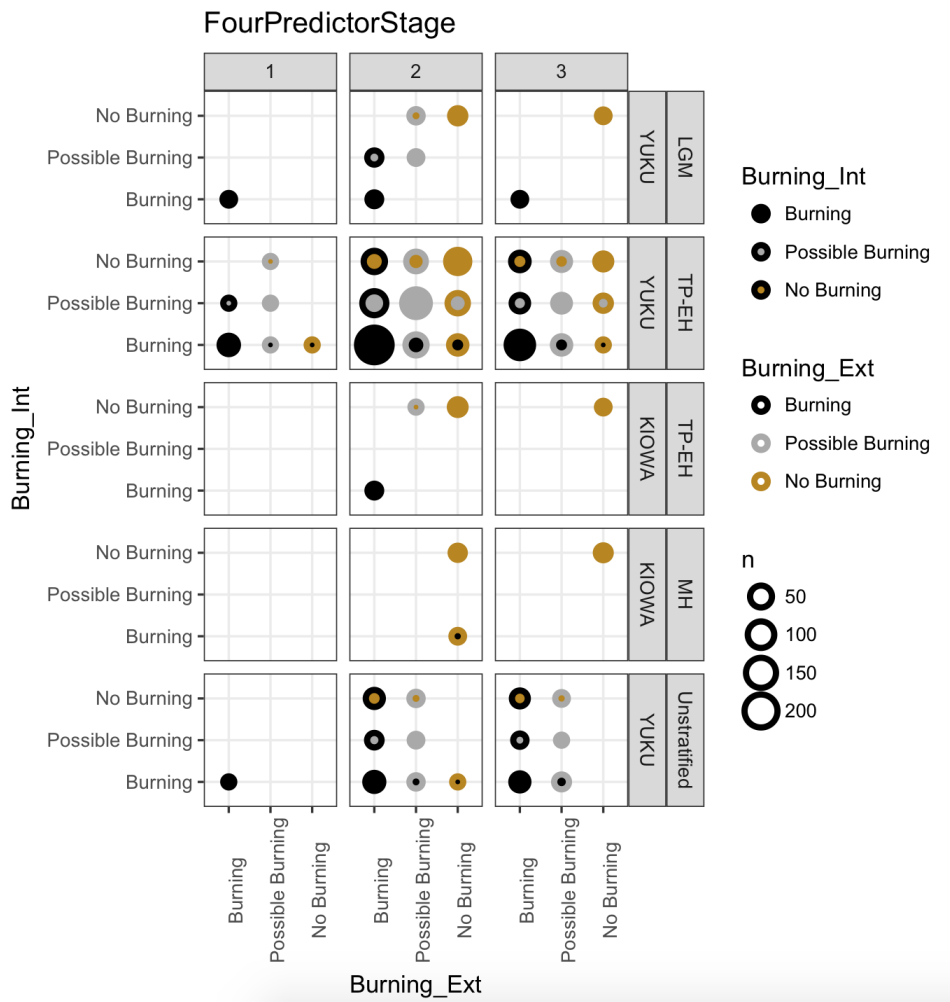 FourPredictorStage
1 2 3
No Burning
Possible Burning
Burning
YUKU
LGM
No Burning
Possible Burning
Burning
YUKU
TP-EH
No Burning
Possible Burning
Burning
KIOWA
TP-EH
No Burning
Possible Burning
Burning
KIOWA
MH
No Burning
Possible Burning
Burning
YUKU
Unstratified
Burning_Int
Burning
Possible Burning
No Burning
Burning
Possible Burning
No Burning
Burning
Possible Burning
No Burning
Burning_Ext
Burning_Int
Burning
Possible Burning
No Burning
Burning_Ext
Burning
Possible Burning
No Burning
n
50
100
150
200